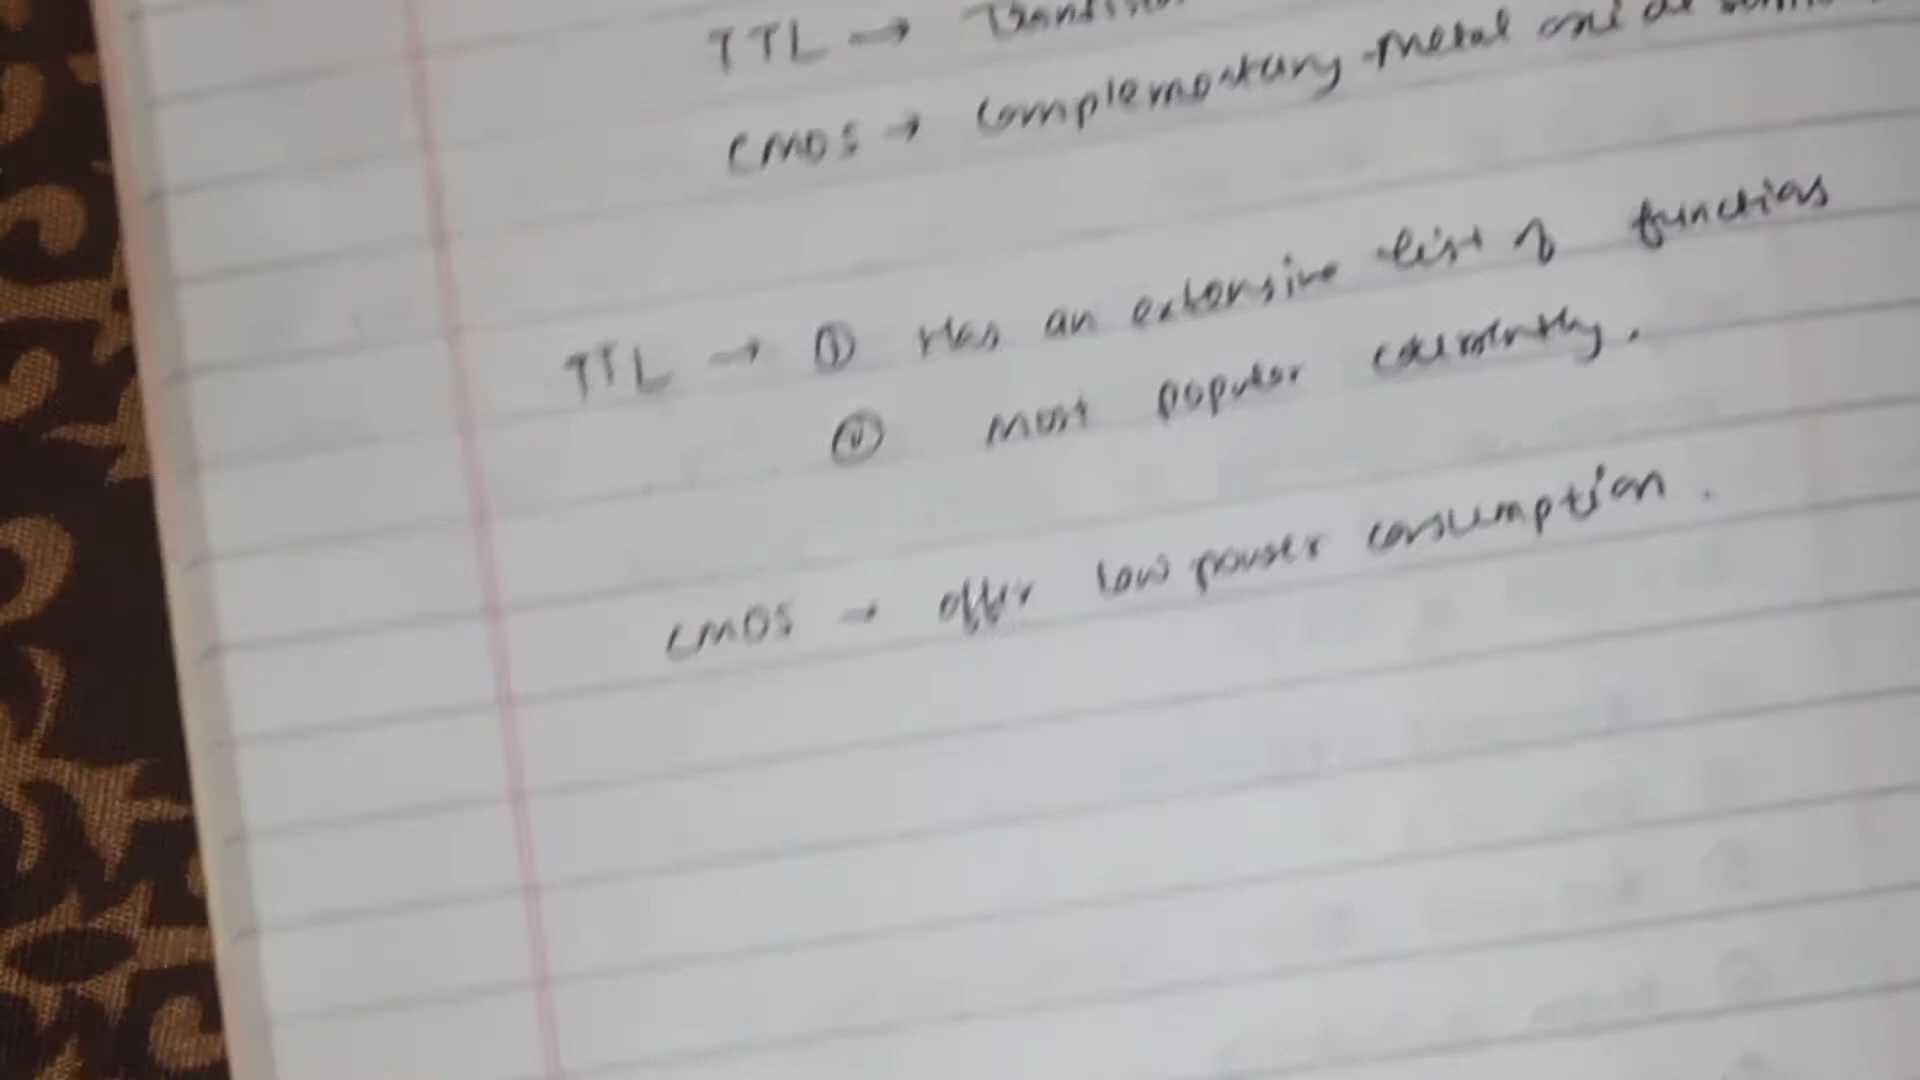 TTL →
CMOS → Complementary-metal oxide
TTL → ① Has an extensive list of functions
② most popular currently.
CMOS → offer low power consumption.